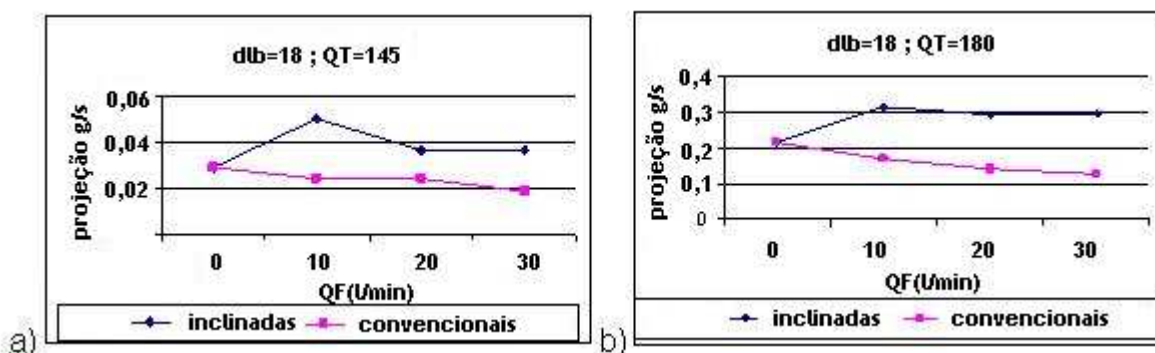 dlb=18 ; QT=145
projeção g/s
0,06
0,04
0,02
0 10 20 30
QF(l/min)
inclinadas convencionais
a)
dlb=18 ; QT=180
projeção g/s
0,4
0,3
0,2
0,1
0
0 10 20 30
QF(l/min)
inclinadas convencionais
b)